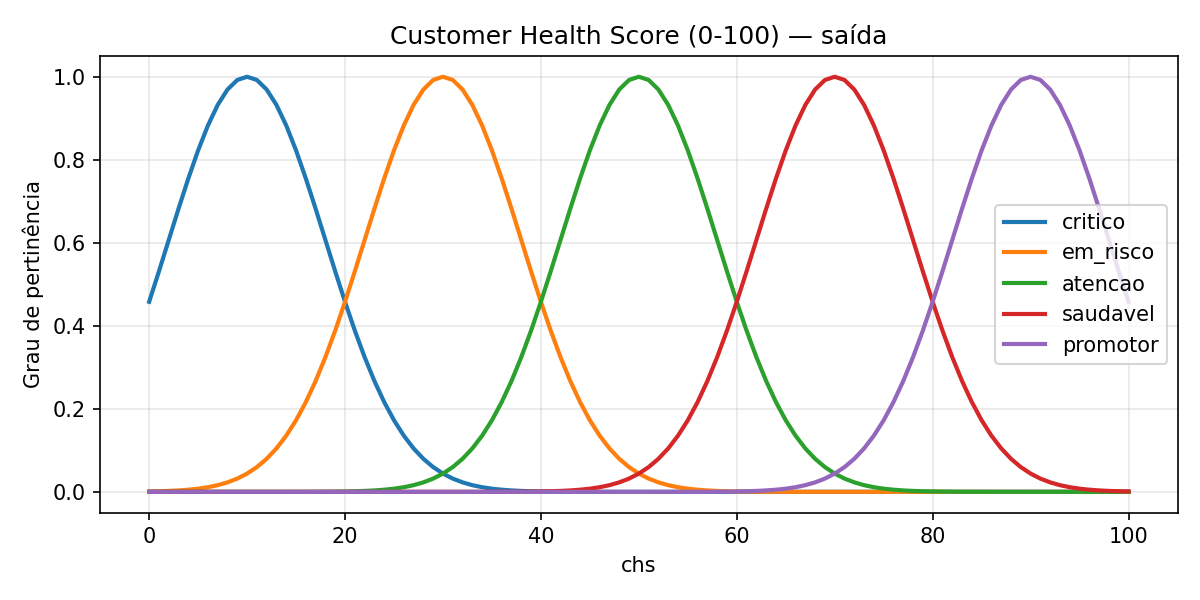 Customer Health Score (0-100) — saída
Grau de pertinência
1.0
0.8
0.6
0.4
0.2
0.0
critico
em_risco
atencao
saudavel
promotor
0 20 40 60 80 100
chs